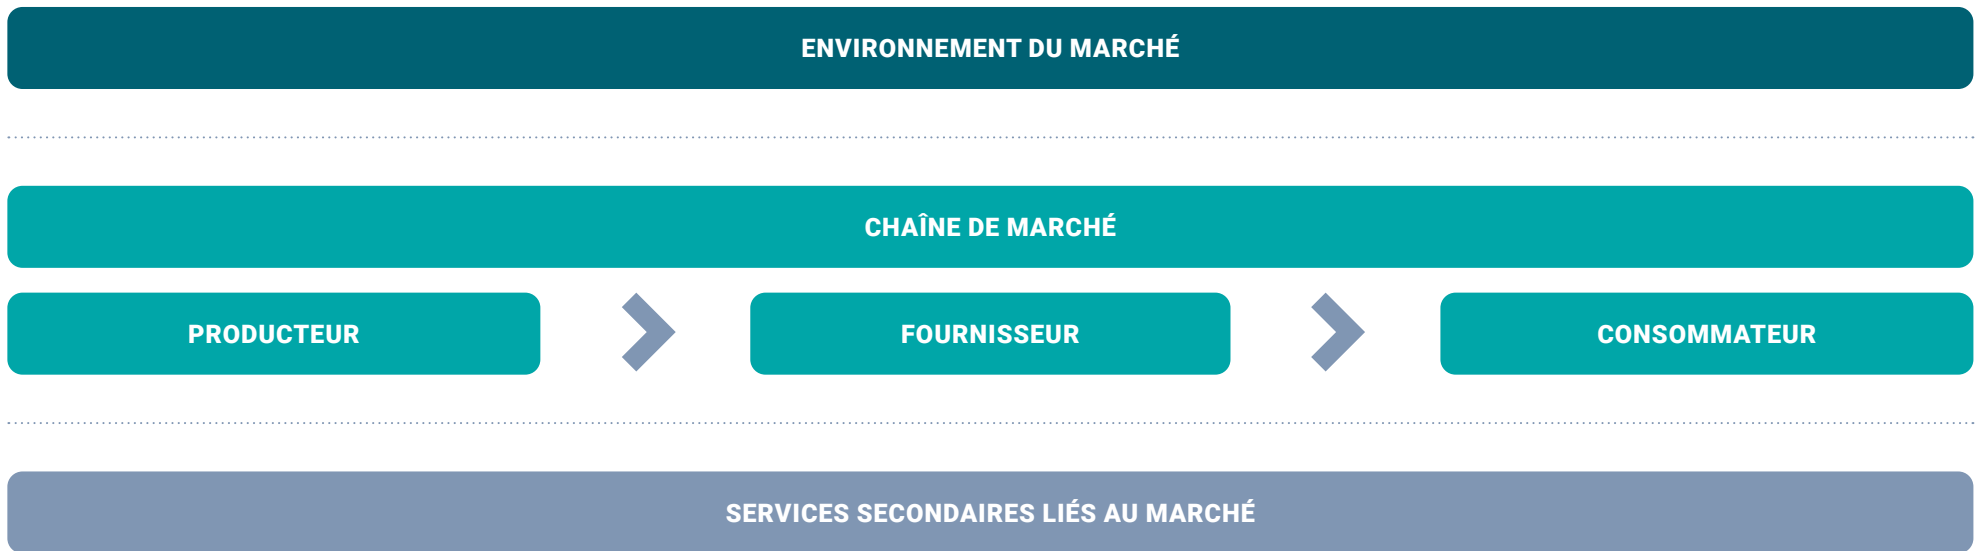 ENVIRONNEMENT DU MARCHÉ
CHAÎNE DE MARCHÉ
PRODUCTEUR
FOURNISSEUR
CONSOMMATEUR
SERVICES SECONDAIRES LIÉS AU MARCHÉ